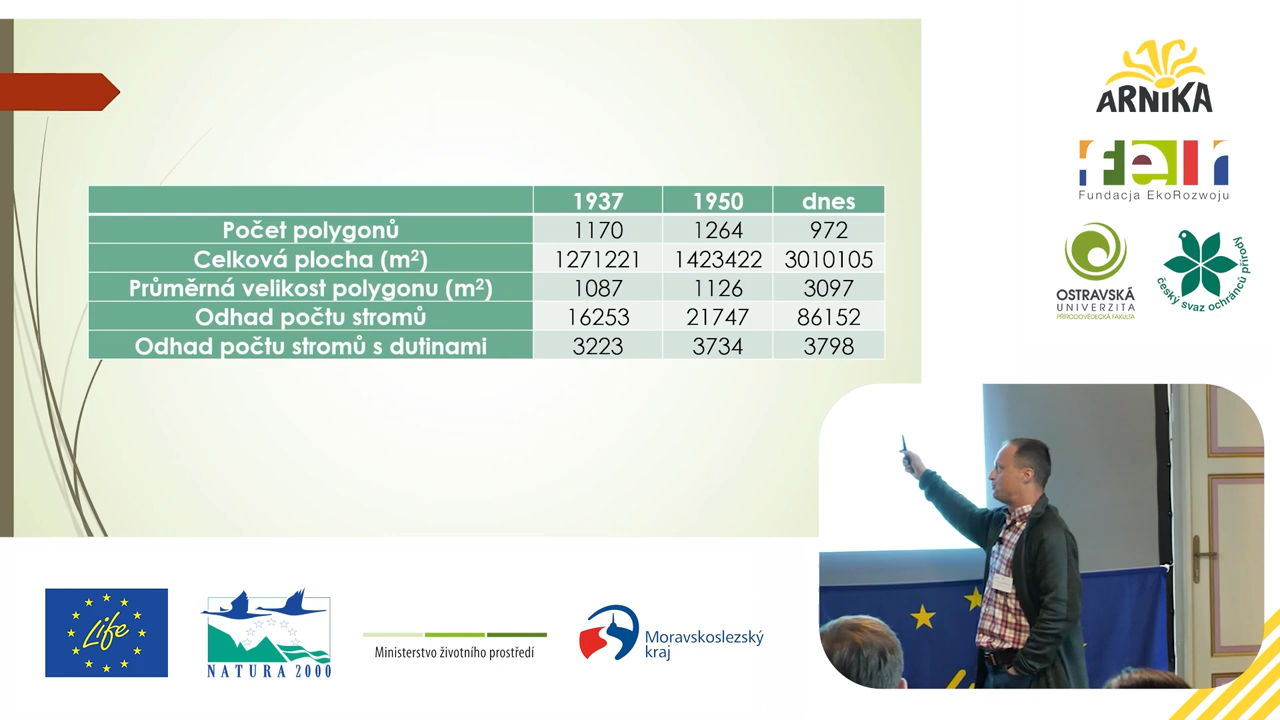 1937 1950 dnes
Počet polygonů 1170 1264 972
Celková plocha (m²) 1271221 1423422 3010105
Průměrná velikost polygonu (m²) 1087 1126 3097
Odhad počtu stromů 16253 21747 86152
Odhad počtu stromů s dutinami 3223 3734 3798
ARNIKA
feri
Fundacja EkoRozwoju
OSTRAVSKÁ
UNIVERZITA
PŘÍRODOVĚDECKÁ FAKULTA
český svaz ochránců přírody
Life
NATURA 2000
Ministerstvo životního prostředí
Moravskoslezský
kraj